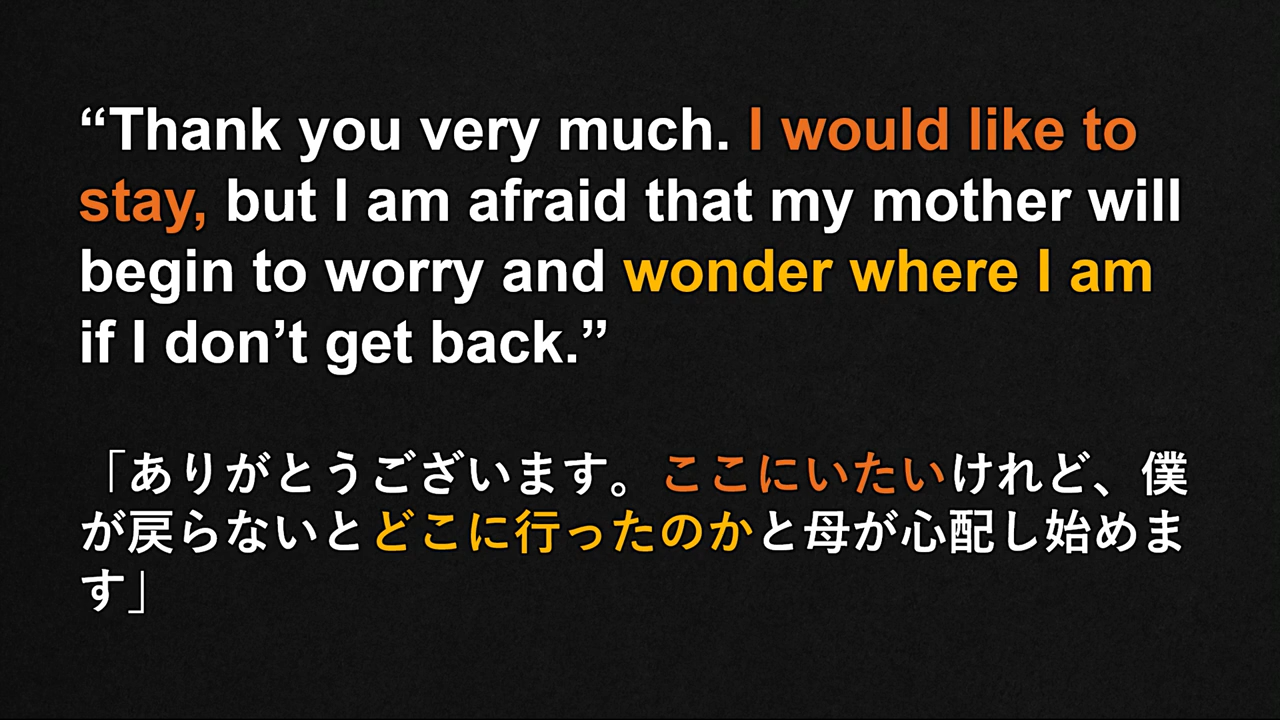 “Thank you very much. I would like to
stay, but I am afraid that my mother will
begin to worry and wonder where I am
if I don’t get back.”
「ありがとうございます。ここにいたいけれど、僕
が戻らないとどこに行ったのかと母が心配し始めま
す」